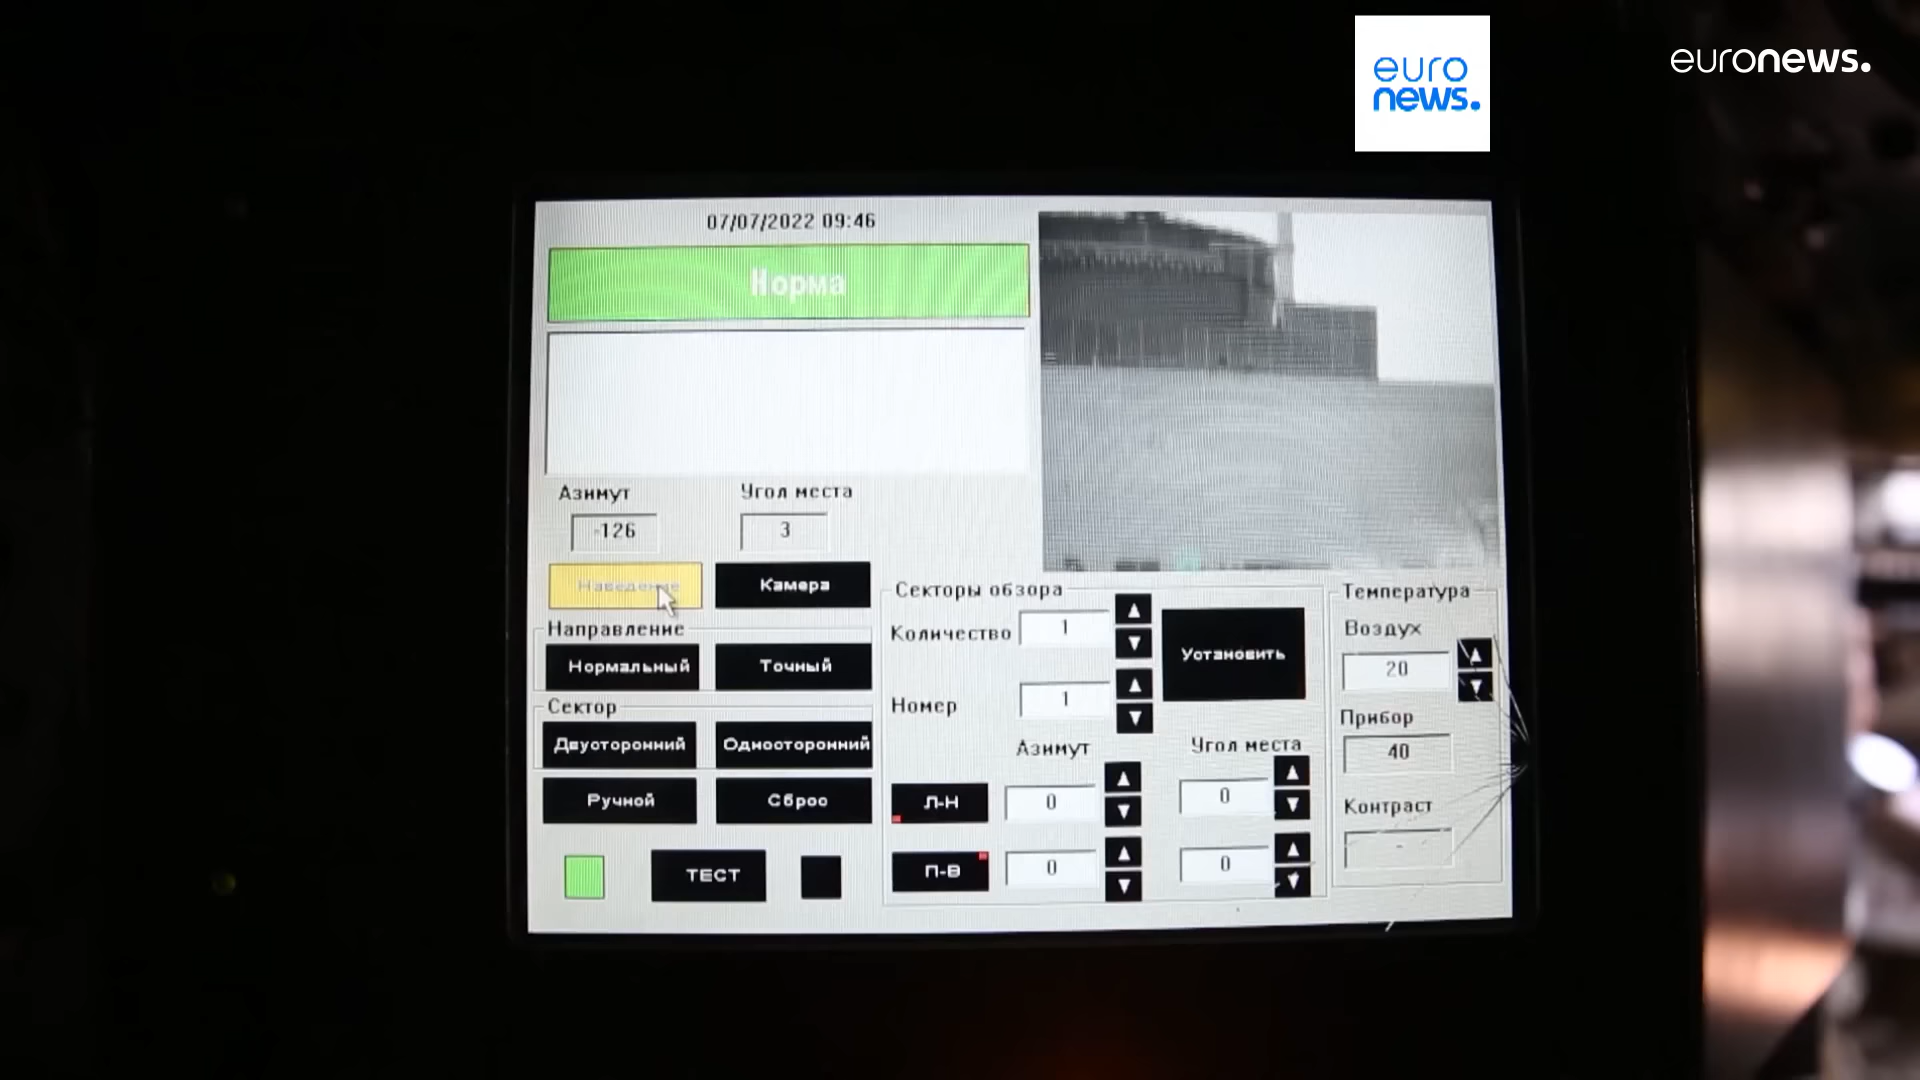 euro
news.
euronews.
07/07/2022 09:46
Норма
Азимут
Угол места
-126
3
Наведение
Камера
Направление
Нормальный
Точный
Сектор
Двусторонний
Односторонний
Ручной
Сброс
ТЕСТ
Секторы обзора
Количество
1
Номер
1
Установить
Азимут
Угол места
Л-Н
0
0
П-В
0
0
Температура
Воздух
20
Прибор
40
Контраст
-